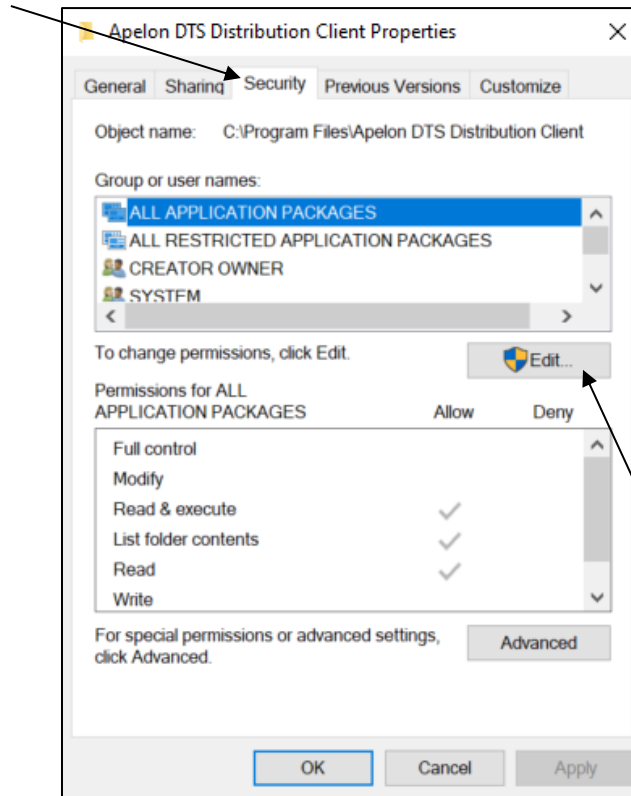 Apelon DTS Distribution Client Properties
General Sharing Security Previous Versions Customize
Object name: C:\Program Files\Apelon DTS Distribution Client
Group or user names:
ALL APPLICATION PACKAGES
ALL RESTRICTED APPLICATION PACKAGES
CREATOR OWNER
SYSTEM
To change permissions, click Edit.
Edit...
Permissions for ALL
APPLICATION PACKAGES Allow Deny
Full control
Modify
Read & execute
List folder contents
Read
Write
For special permissions or advanced settings,
click Advanced.
Advanced
OK Cancel Apply